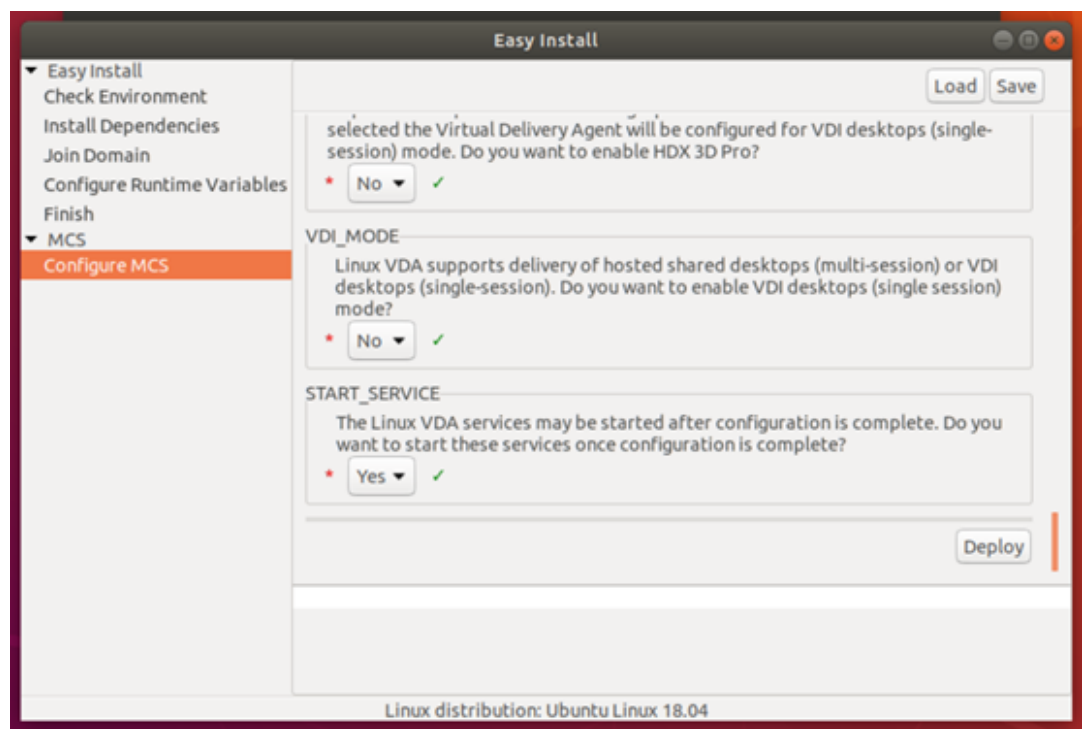 Easy Install
Easy Install
Check Environment
Install Dependencies
Join Domain
Configure Runtime Variables
Finish
MCS
Configure MCS
Load Save
selected the Virtual Delivery Agent will be configured for VDI desktops (single-
session) mode. Do you want to enable HDX 3D Pro?
* No ✓
VDI_MODE
Linux VDA supports delivery of hosted shared desktops (multi-session) or VDI
desktops (single-session). Do you want to enable VDI desktops (single session)
mode?
* No ✓
START_SERVICE
The Linux VDA services may be started after configuration is complete. Do you
want to start these services once configuration is complete?
* Yes ✓
Deploy
Linux distribution: Ubuntu Linux 18.04